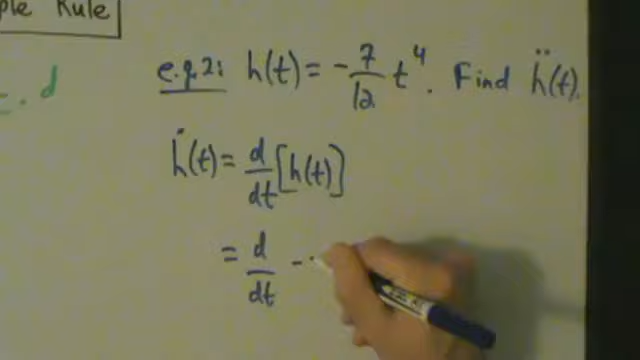 ple Rule
e.g. 2: h(t) = -7/12 t⁴. Find ḧ(t).
d
ḣ(t) = d/dt [h(t)]
= d/dt -